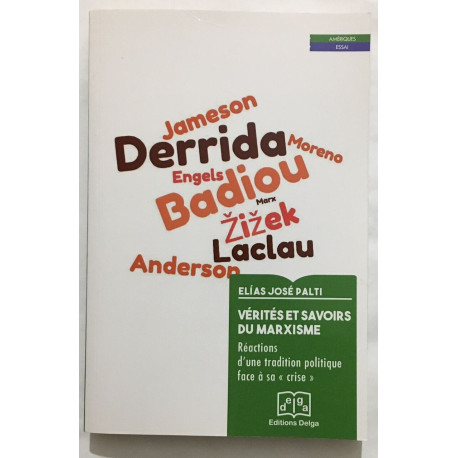 AMÉRIQUES
ESSAI
Jameson
Derrida
Moreno
Engels
Badiou
Marx
Žižek
Laclau
Anderson
ELÍAS JOSÉ PALTI
VÉRITÉS ET SAVOIRS
DU MARXISME
Réactions
d'une tradition politique
face à sa « crise »
delga
Editions Delga